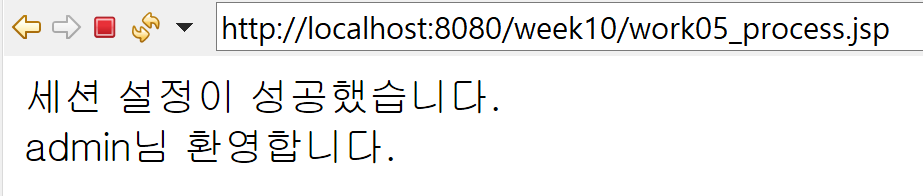 http://localhost:8080/week10/work05_process.jsp
세션 설정이 성공했습니다.
admin님 환영합니다.